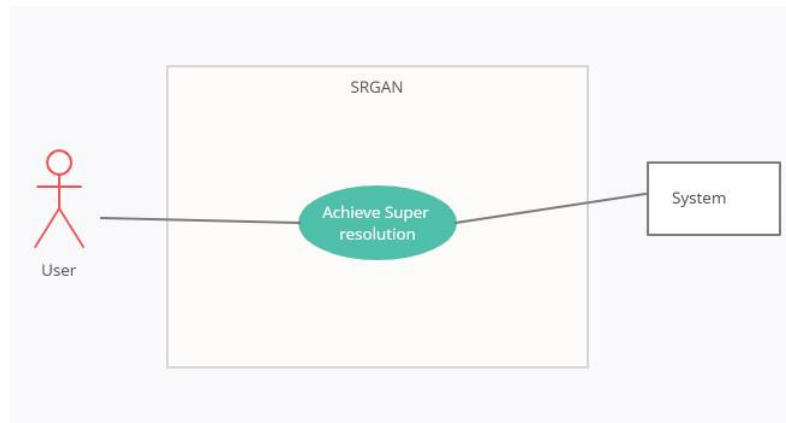 SRGAN
Achieve Super
resolution
System
User